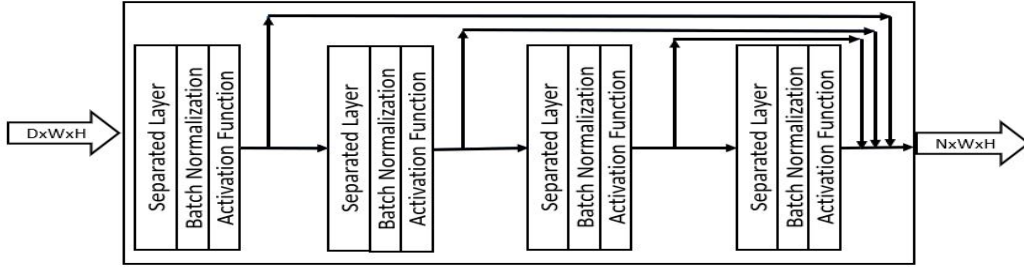 DxWxH
Separated Layer
Batch Normalization
Activation Function
Separated Layer
Batch Normalization
Activation Function
Separated Layer
Batch Normalization
Activation Function
Separated Layer
Batch Normalization
Activation Function
NxWxH